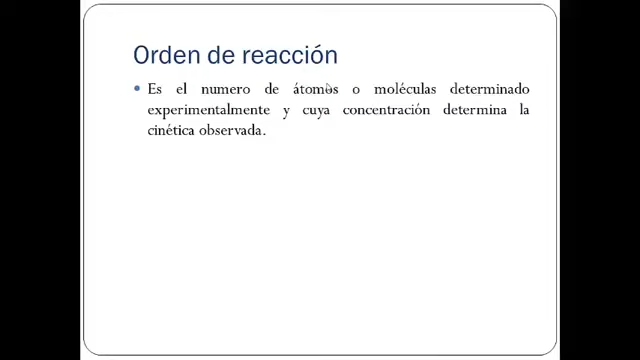 Orden de reacción
• Es el numero de átomos o moléculas determinado
experimentalmente y cuya concentración determina la
cinética observada.